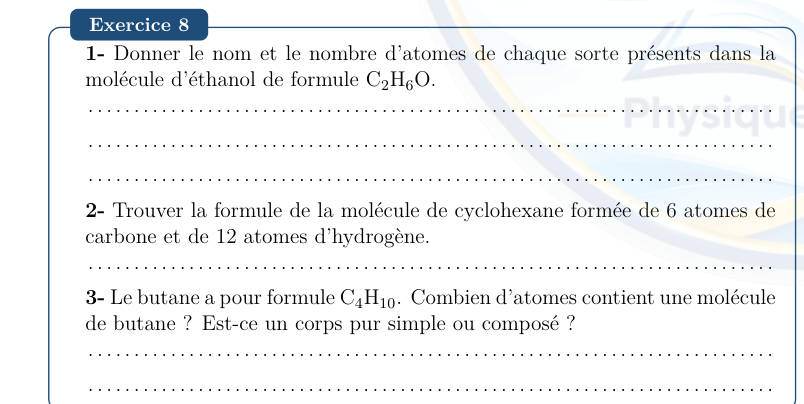 Exercice 8
1- Donner le nom et le nombre d'atomes de chaque sorte présents dans la
molécule d'éthanol de formule C₂H₆O.
Physique
2- Trouver la formule de la molécule de cyclohexane formée de 6 atomes de
carbone et de 12 atomes d'hydrogène.
3- Le butane a pour formule C₄H₁₀. Combien d'atomes contient une molécule
de butane ? Est-ce un corps pur simple ou composé ?